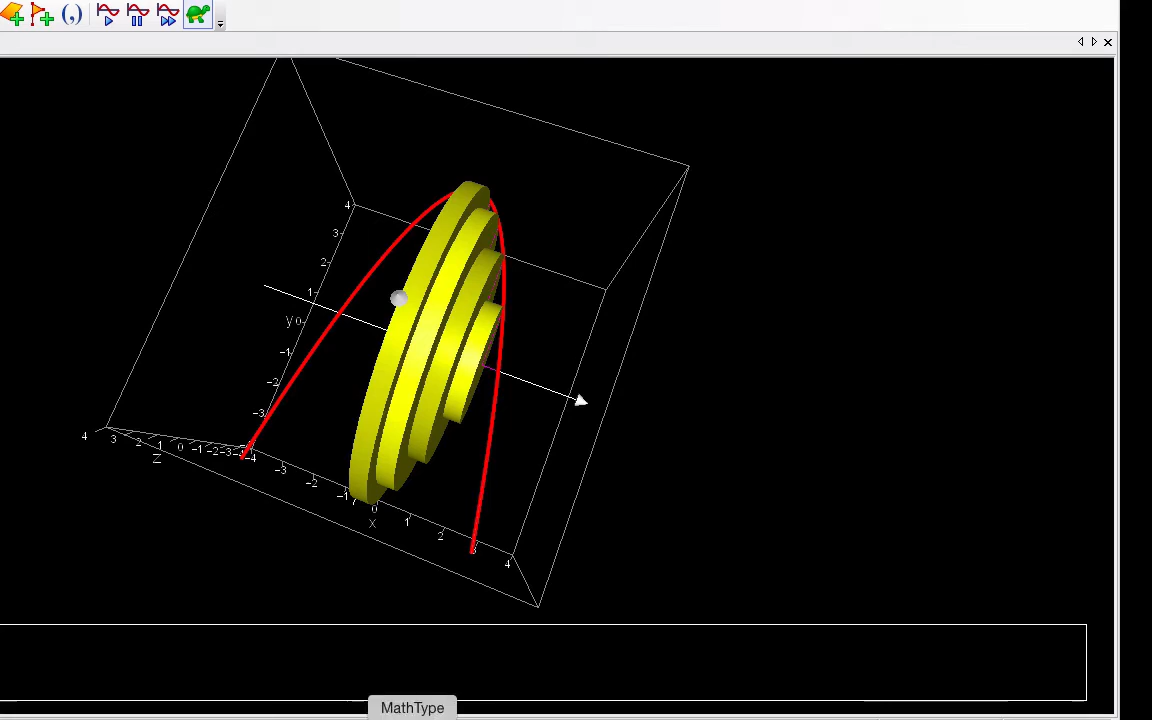 (,)
4
3
2
1
y 0
-1
-2
-3
4 3 2 1 0 -1 -2 -3 -4
z
-3 -2 -1 0 1 2 3 4
x
MathType